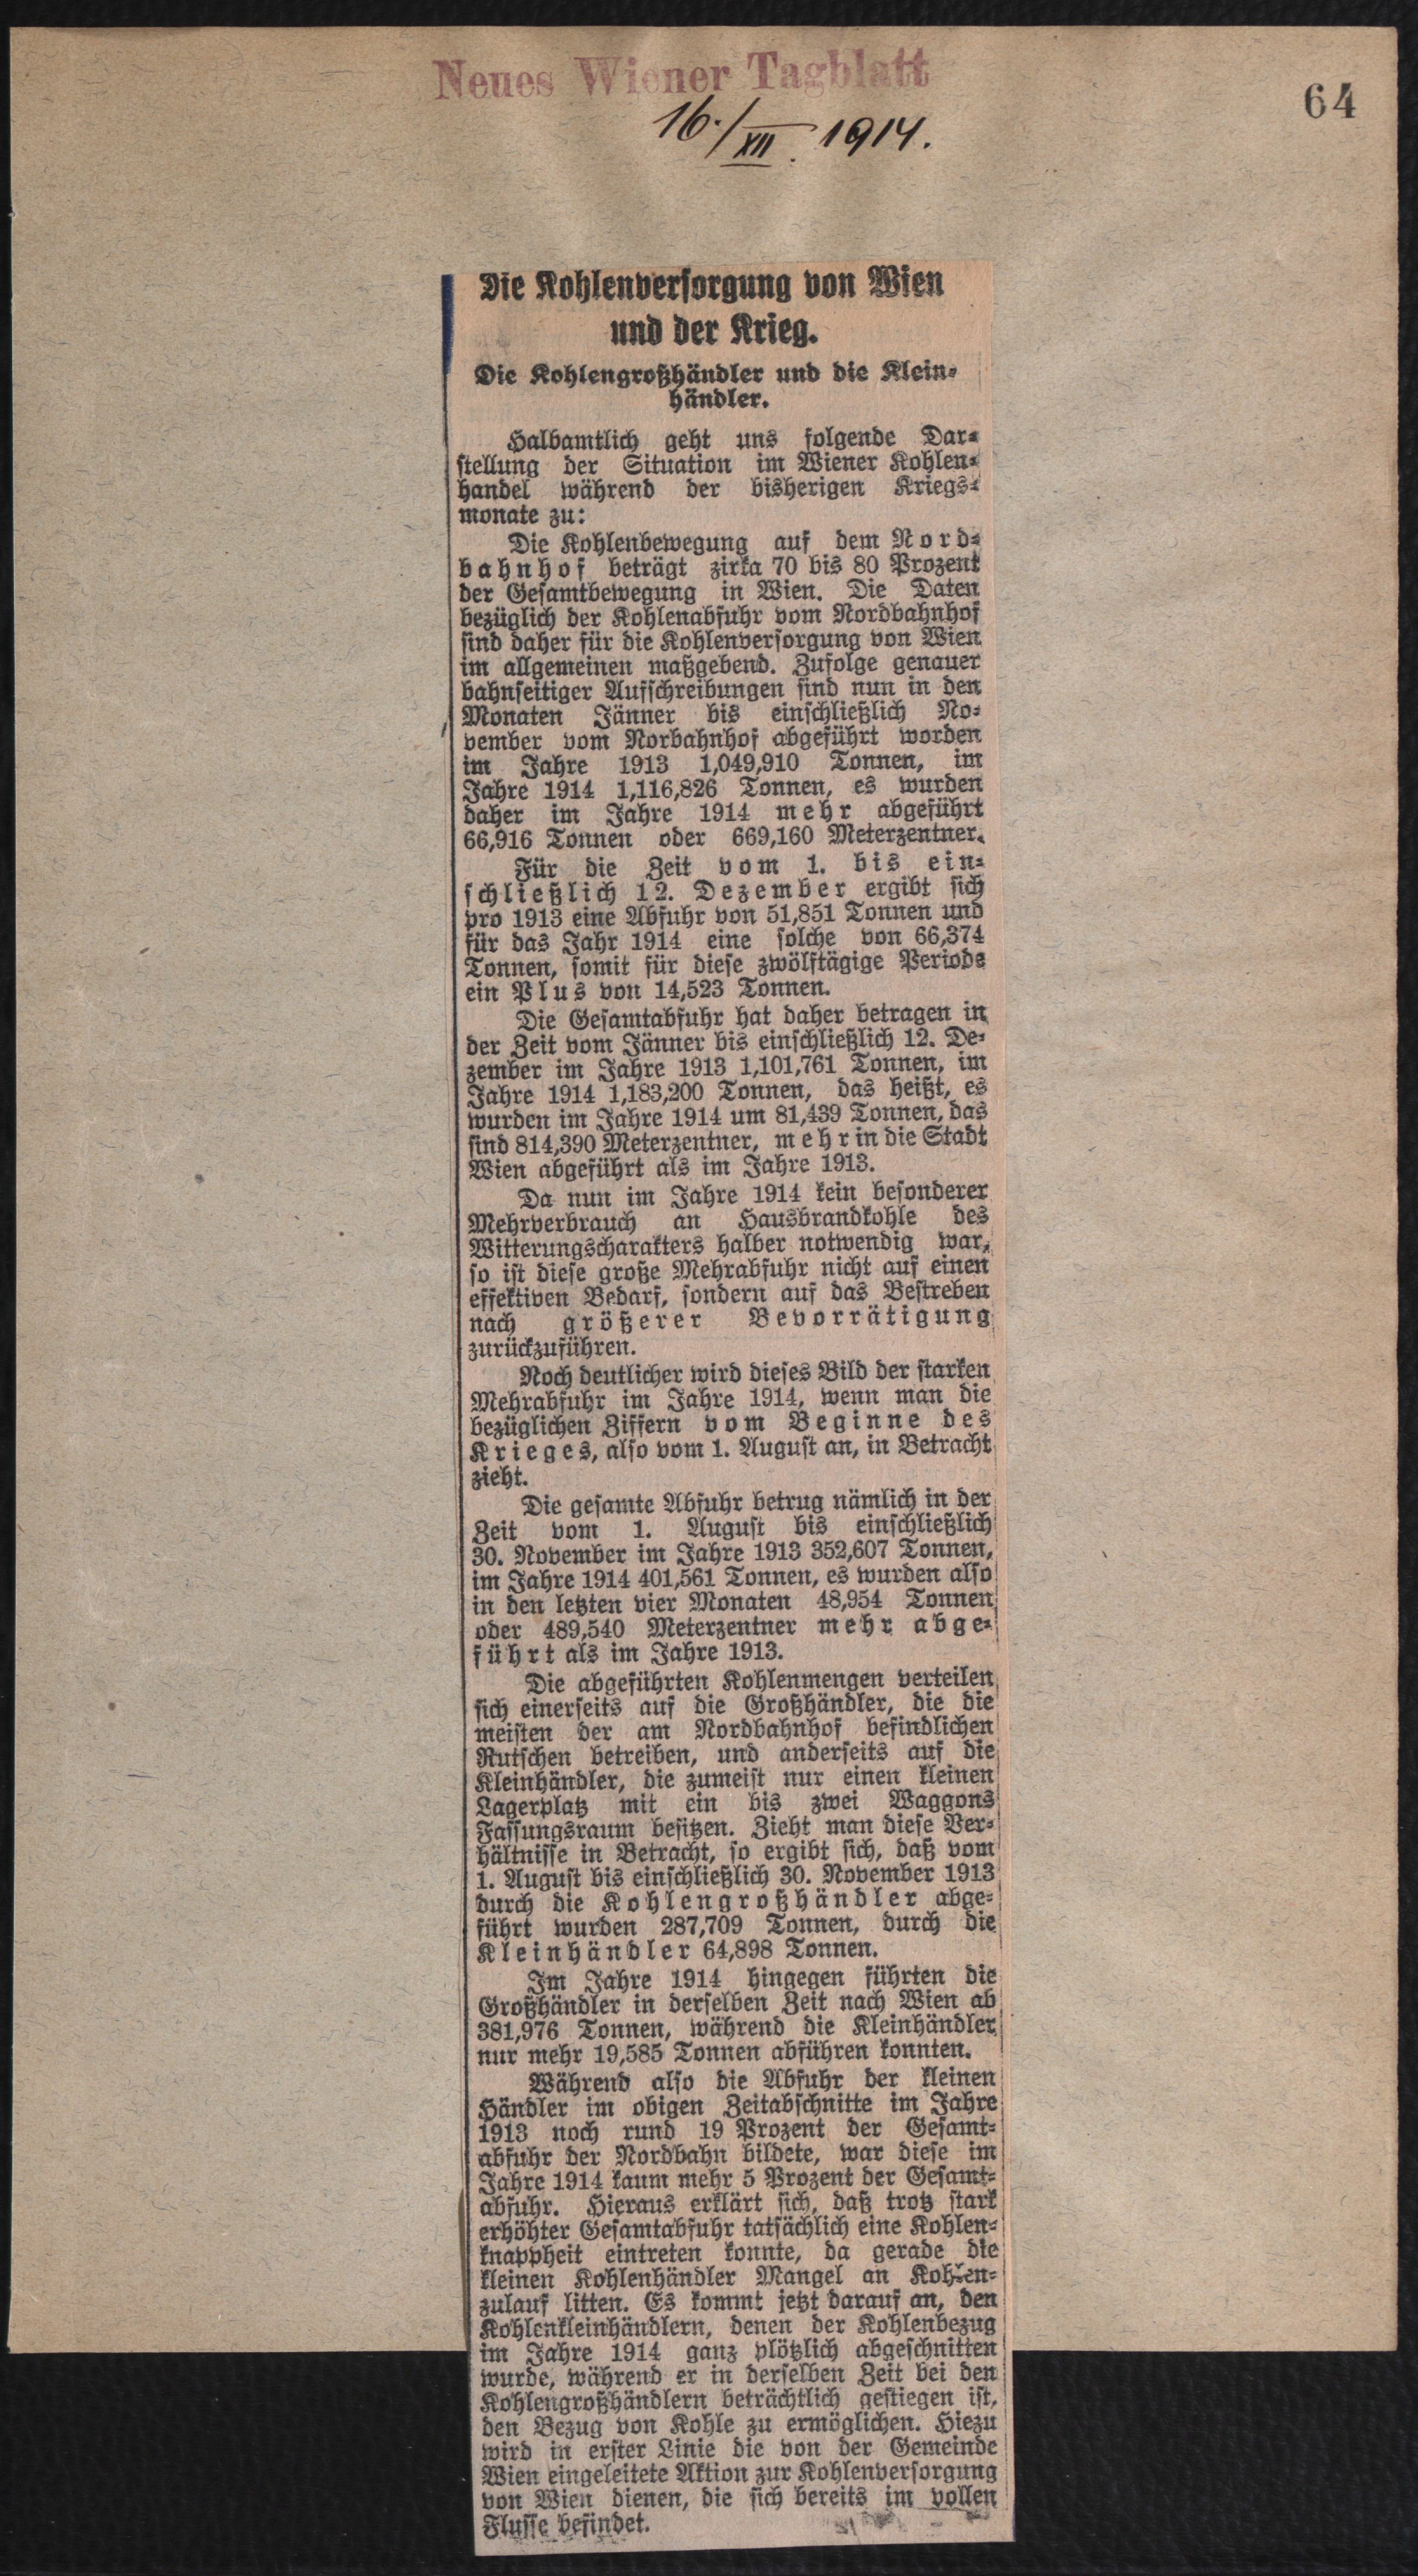 Neues Wiener Tagblatt
64
16./XII. 1914.
Die Kohlenversorgung von Wien
und der Krieg.
Die Kohlengroßhändler und die Klein-
händler.
Halbamtlich geht uns folgende Dar-
stellung der Situation im Wiener Kohlen-
handel während der bisherigen Kriegs-
monate zu:
Die Kohlenbewegung auf dem Nord-
bahnhof beträgt zirka 70 bis 80 Prozent
der Gesamtbewegung in Wien. Die Daten
bezüglich der Kohlenabfuhr vom Nordbahnhof
sind daher für die Kohlenversorgung von Wien
im allgemeinen maßgebend. Zufolge genauer
bahnseitiger Aufschreibungen sind nun in den
Monaten Jänner bis einschließlich No-
vember vom Norbahnhof abgeführt worden
im Jahre 1913 1,049,910 Tonnen, im
Jahre 1914 1,116,826 Tonnen, es wurden
daher im Jahre 1914 mehr abgeführt
66,916 Tonnen oder 669,160 Meterzentner.
Für die Zeit vom 1. bis ein-
schließlich 12. Dezember ergibt sich
pro 1913 eine Abfuhr von 51,851 Tonnen und
für das Jahr 1914 eine solche von 66,374
Tonnen, somit für diese zwölftägige Periode
ein Plus von 14,523 Tonnen.
Die Gesamtabfuhr hat daher betragen in
der Zeit vom Jänner bis einschließlich 12. De-
zember im Jahre 1913 1,101,761 Tonnen, im
Jahre 1914 1,183,200 Tonnen, das heißt, es
wurden im Jahre 1914 um 81,439 Tonnen, das
sind 814,390 Meterzentner, mehr in die Stadt
Wien abgeführt als im Jahre 1913.
Da nun im Jahre 1914 kein besonderer
Mehrverbrauch an Hausbrandkohle des
Witterungscharakters halber notwendig war,
so ist diese große Mehrabfuhr nicht auf einen
effektiven Bedarf, sondern auf das Bestreben
nach größerer Bevorrätigung
zurückzuführen.
Noch deutlicher wird dieses Bild der starken
Mehrabfuhr im Jahre 1914, wenn man die
bezüglichen Ziffern vom Beginne des
Krieges, also vom 1. August an, in Betracht
zieht.
Die gesamte Abfuhr betrug nämlich in der
Zeit vom 1. August bis einschließlich
30. November im Jahre 1913 352,607 Tonnen,
im Jahre 1914 401,561 Tonnen, es wurden also
in den letzten vier Monaten 48,954 Tonnen
oder 489,540 Meterzentner mehr abge-
führt als im Jahre 1913.
Die abgeführten Kohlenmengen verteilen
sich einerseits auf die Großhändler, die die
meisten der am Nordbahnhof befindlichen
Rutschen betreiben, und anderseits auf die
Kleinhändler, die zumeist nur einen kleinen
Lagerplatz mit ein bis zwei Waggons
Fassungsraum besitzen. Zieht man diese Ver-
hältnisse in Betracht, so ergibt sich, daß vom
1. August bis einschließlich 30. November 1913
durch die Kohlengroßhändler abge-
führt wurden 287,709 Tonnen, durch die
Kleinhändler 64,898 Tonnen.
Im Jahre 1914 hingegen führten die
Großhändler in derselben Zeit nach Wien ab
381,976 Tonnen, während die Kleinhändler
nur mehr 19,585 Tonnen abführen konnten.
Während also die Abfuhr der kleinen
Händler im obigen Zeitabschnitte im Jahre
1913 noch rund 19 Prozent der Gesamt-
abfuhr der Nordbahn bildete, war diese im
Jahre 1914 kaum mehr 5 Prozent der Gesamt-
abfuhr. Hieraus erklärt sich, daß trotz stark
erhöhter Gesamtabfuhr tatsächlich eine Kohlen-
knappheit eintreten konnte, da gerade die
kleinen Kohlenhändler Mangel an Kohlen-
zulauf litten. Es kommt jetzt darauf an, den
Kohlenkleinhändlern, denen der Kohlenbezug
im Jahre 1914 ganz plötzlich abgeschnitten
wurde, während er in derselben Zeit bei den
Kohlengroßhändlern beträchtlich gestiegen ist,
den Bezug von Kohle zu ermöglichen. Hiezu
wird in erster Linie die von der Gemeinde
Wien eingeleitete Aktion zur Kohlenversorgung
von Wien dienen, die sich bereits im vollen
Flusse befindet.